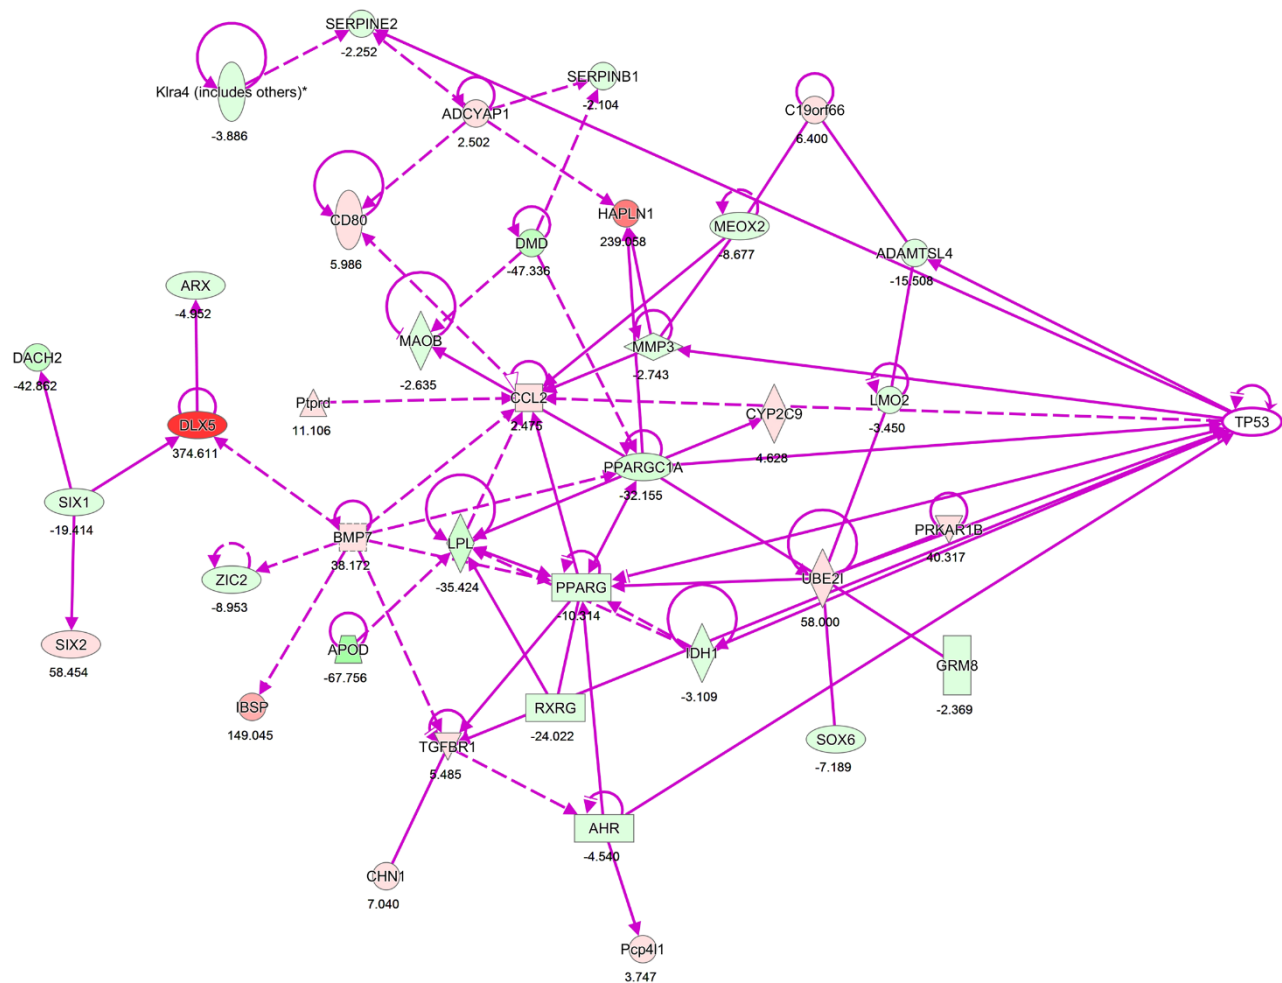 SERPINE2
-2.252
Klra4 (includes others)*
-3.886
SERPINB1
-2.104
ADCYAP1
2.502
C19orf66
6.400
CD80
5.986
HAPLN1
239.058
DMD
-47.336
MEOX2
-8.677
ADAMTSL4
-15.508
ARX
-4.952
DACH2
-42.862
MAOB
-2.635
MMP3
-2.743
Ptprd
11.106
CCL2
2.475
CYP2C9
4.628
LMO2
-3.450
TP53
DLX5
374.611
PPARGC1A
-32.155
SIX1
-19.414
BMP7
38.172
LPL
-35.424
PRKAR1B
40.317
ZIC2
-8.953
PPARG
-10.314
UBE2I
58.000
SIX2
58.454
APOD
-67.756
IDH1
-3.109
GRM8
-2.369
IBSP
149.045
RXRG
-24.022
TGFBR1
5.485
SOX6
-7.189
AHR
-4.540
CHN1
7.040
Pcp4l1
3.747